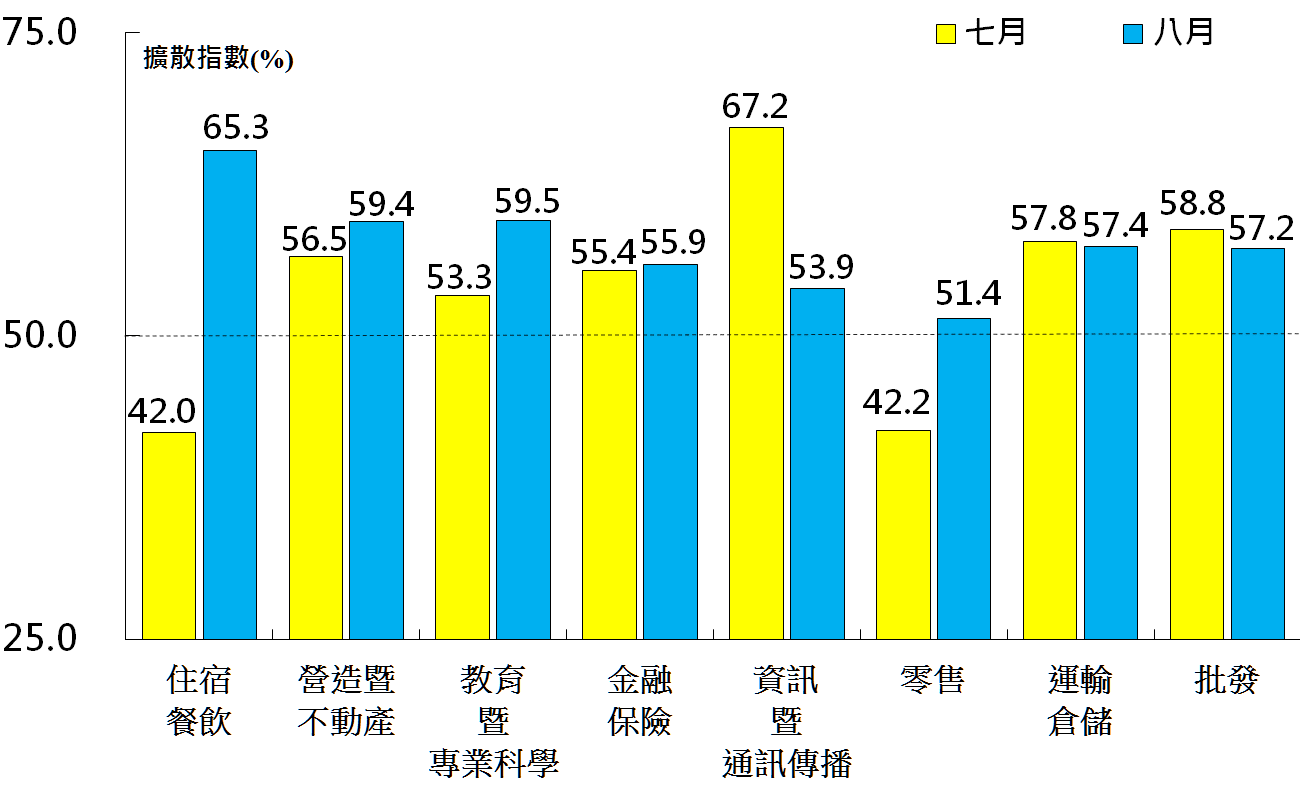 75.0
擴散指數(%)
七月
八月
67.2
65.3
59.4
59.5
58.8
57.8
57.4
57.2
56.5
55.4
55.9
53.3
53.9
51.4
50.0
42.0
42.2
25.0
住宿
餐飲
營造暨
不動產
教育
暨
專業科學
金融
保險
資訊
暨
通訊傳播
零售
運輸
倉儲
批發